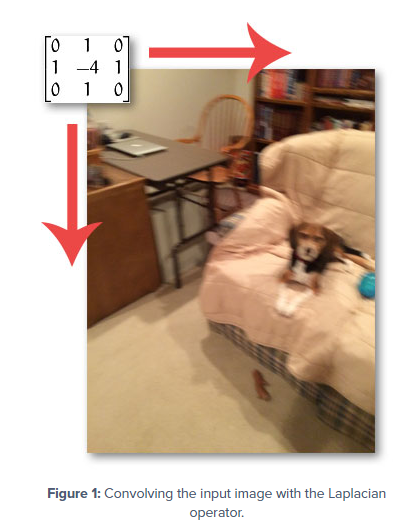 0 1 0
1 −4 1
0 1 0
Figure 1: Convolving the input image with the Laplacian
operator.